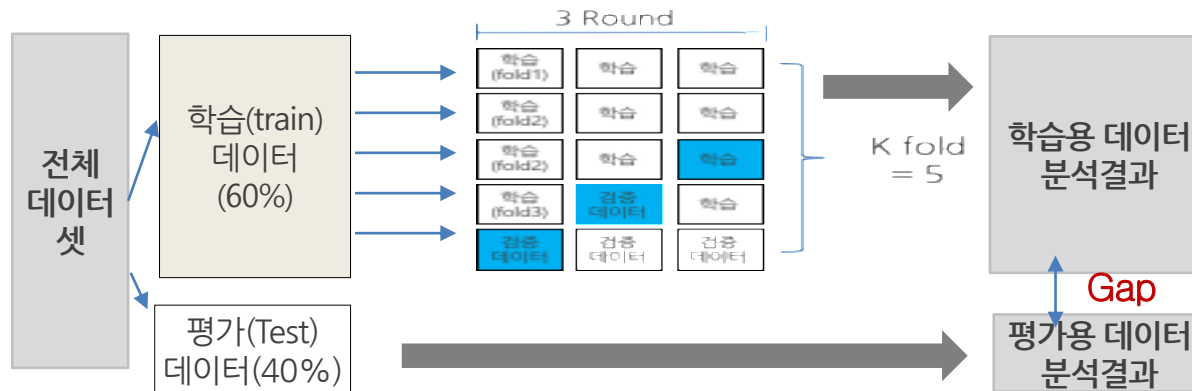 3 Round
전체
데이터
셋
학습(train)
데이터
(60%)
평가(Test)
데이터(40%)
학습
(fold1)
학습
학습
학습
(fold2)
학습
학습
학습
(fold2)
학습
학습
학습
(fold3)
검증
데이터
학습
검증
데이터
검증
데이터
검증
데이터
K fold
= 5
학습용 데이터
분석결과
Gap
평가용 데이터
분석결과